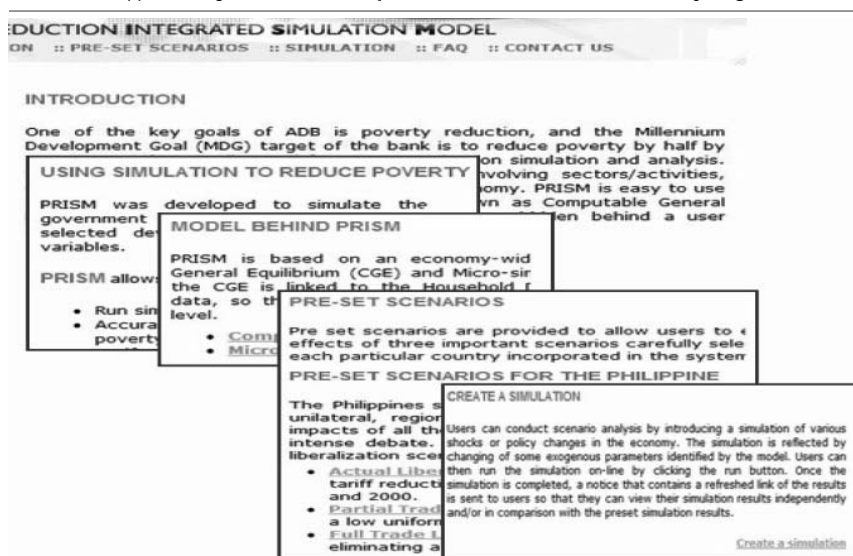 DUCTION INTEGRATED SIMULATION MODEL
ON :: PRE-SET SCENARIOS :: SIMULATION :: FAQ :: CONTACT US
INTRODUCTION
One of the key goals of ADB is poverty reduction, and the Millennium
Development Goal (MDG) target of the bank is to reduce poverty by half by
on simulation and analysis.
nvolving sectors/activities,
omy. PRISM is easy to use
wn as Computable General
en behind a user
USING SIMULATION TO REDUCE POVERTY
PRISM was developed to simulate the
government
selected de
variables.
PRISM allow
• Run sin
• Accura
poverty
MODEL BEHIND PRISM
PRISM is based on an economy-wid
General Equilibrium (CGE) and Micro-sir
the CGE is linked to the Household
data, so th
level.
• Com
• Micro
PRE-SET SCENARIOS
Pre set scenarios are provided to allow users to
effects of three important scenarios carefully sele
each particular country incorporated in the system
PRE-SET SCENARIOS FOR THE PHILIPPINE
The Philippines s
unilateral, region
impacts of all th
intense debate.
liberalization sce
• Actual Liber
tariff reducti
and 2000.
• Partial Trad
a low uniform
• Full Trade L
eliminating a
CREATE A SIMULATION
Users can conduct scenario analysis by introducing a simulation of various
shocks or policy changes in the economy. The simulation is reflected by
changing of some exogenous parameters identified by the model. Users can
then run the simulation on-line by clicking the run button. Once the
simulation is completed, a notice that contains a refreshed link of the results
is sent to users so that they can view their simulation results independently
and/or in comparison with the preset simulation results.
Create a simulation